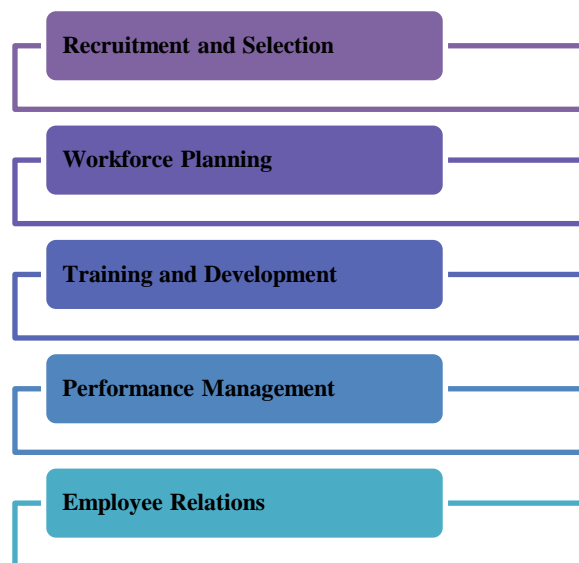 Recruitment and Selection
Workforce Planning
Training and Development
Performance Management
Employee Relations